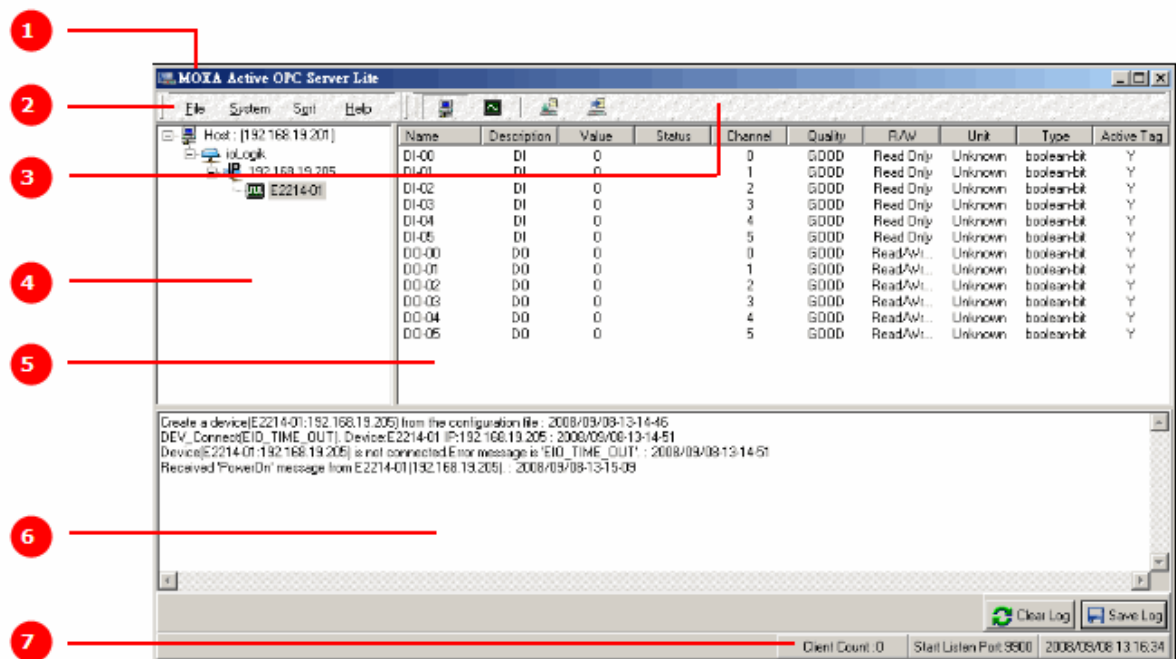 1
MOXA Active OPC Server Lite
2
File System Sort Help
Host : [192.168.19.201]
ioLogik
192.168.19.205
E2214-01
3
Name Description Value Status Channel Quality R/W Unit Type Active Tag
DI-00 DI 0 0 GOOD Read Only Unknown boolean-bit Y
DI-01 DI 0 1 GOOD Read Only Unknown boolean-bit Y
DI-02 DI 0 2 GOOD Read Only Unknown boolean-bit Y
DI-03 DI 0 3 GOOD Read Only Unknown boolean-bit Y
DI-04 DI 0 4 GOOD Read Only Unknown boolean-bit Y
DI-05 DI 0 5 GOOD Read Only Unknown boolean-bit Y
DO-00 DO 0 0 GOOD Read/Wr... Unknown boolean-bit Y
DO-01 DO 0 1 GOOD Read/Wr... Unknown boolean-bit Y
DO-02 DO 0 2 GOOD Read/Wr... Unknown boolean-bit Y
DO-03 DO 0 3 GOOD Read/Wr... Unknown boolean-bit Y
DO-04 DO 0 4 GOOD Read/Wr... Unknown boolean-bit Y
DO-05 DO 0 5 GOOD Read/Wr... Unknown boolean-bit Y
4
5
Create a device(E2214-01:192.168.19.205) from the configuration file : 2008/09/08-13-14-46
DEV_Connect(EIO_TIME_OUT). Device:E2214-01 IP:192.168.19.205 : 2008/09/08-13-14-51
Device(E2214-01:192.168.19.205) is not connected.Error message is 'EIO_TIME_OUT'. : 2008/09/08-13-14-51
Received 'PowerOn' message from E2214-01(192.168.19.205). : 2008/09/08-13-15-09
6
Clear Log Save Log
7
Client Count :0 Start Listen Port:9900 2008/09/08 13:16:34